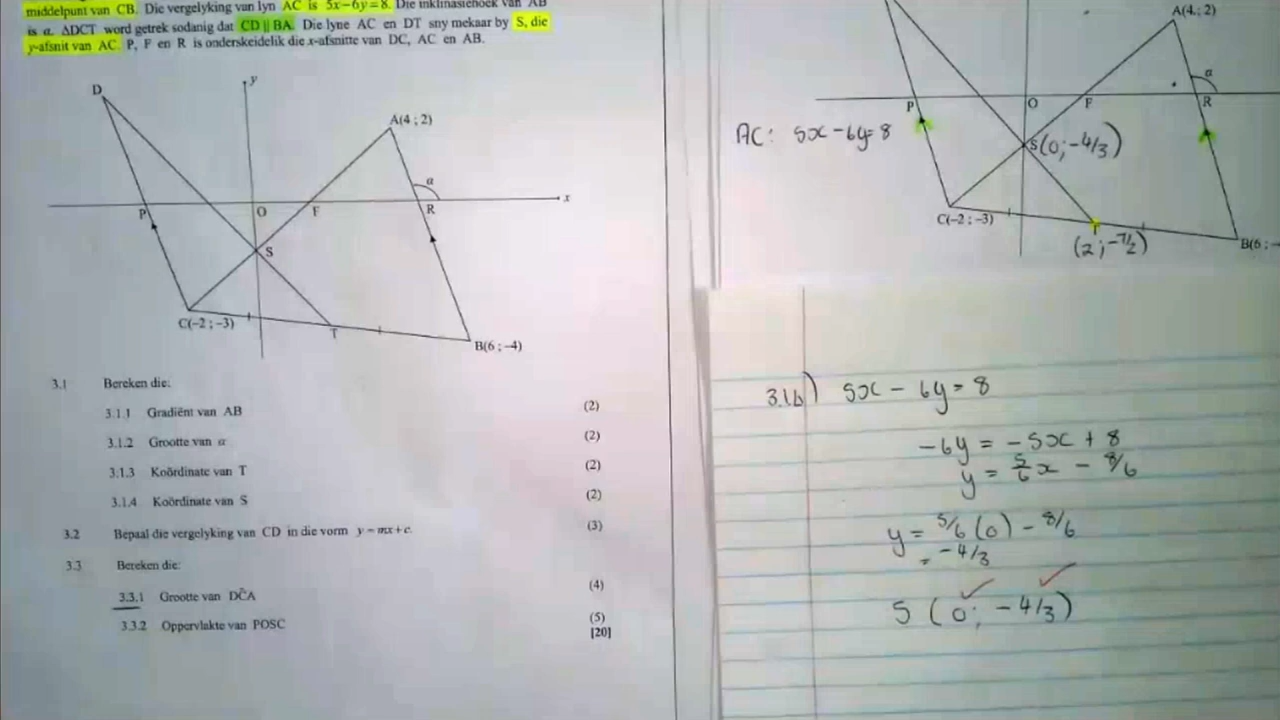 middelpunt van CB. Die vergelyking van lyn AC is 5x−6y=8. Die inklinasiehoek van AB
is α. ΔDCT word getrek sodanig dat CD || BA. Die lyne AC en DT sny mekaar by S, die
y-afsnit van AC. P, F en R is onderskeidelik die x-afsnitte van DC, AC en AB.
D
y
A(4 ; 2)
α
P
O
F
R
x
S
C(−2 ; −3)
T
B(6 ; −4)
3.1 Bereken die:
3.1.1 Gradiënt van AB (2)
3.1.2 Grootte van α (2)
3.1.3 Koördinate van T (2)
3.1.4 Koördinate van S (2)
3.2 Bepaal die vergelyking van CD in die vorm y = mx + c. (3)
3.3 Bereken die:
3.3.1 Grootte van DĈA (4)
3.3.2 Oppervlakte van POSC (5)
[20]
A(4 ; 2)
α
P
O
F
R
AC: 5x − 6y = 8
S(0; −4/3)
C(−2 ; −3)
T
(2 ; −7/2)
B(6 ; −
3.1b) 5x − 6y = 8
−6y = −5x + 8
y = 5/6 x − 8/6
y = 5/6 (0) − 8/6
= −4/3
S (0; −4/3)